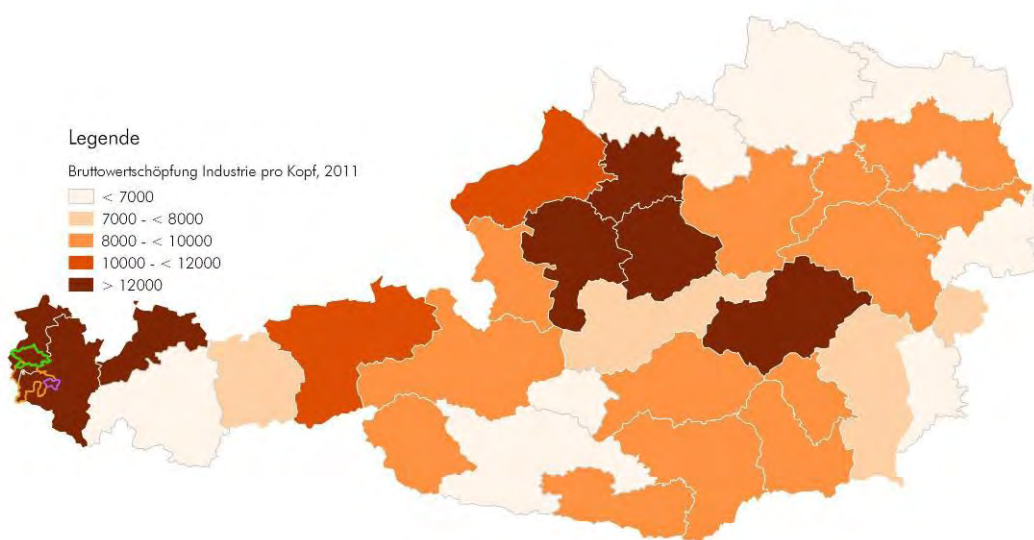 Legende
Bruttowertschöpfung Industrie pro Kopf, 2011
< 7000
7000 - < 8000
8000 - < 10000
10000 - < 12000
> 12000